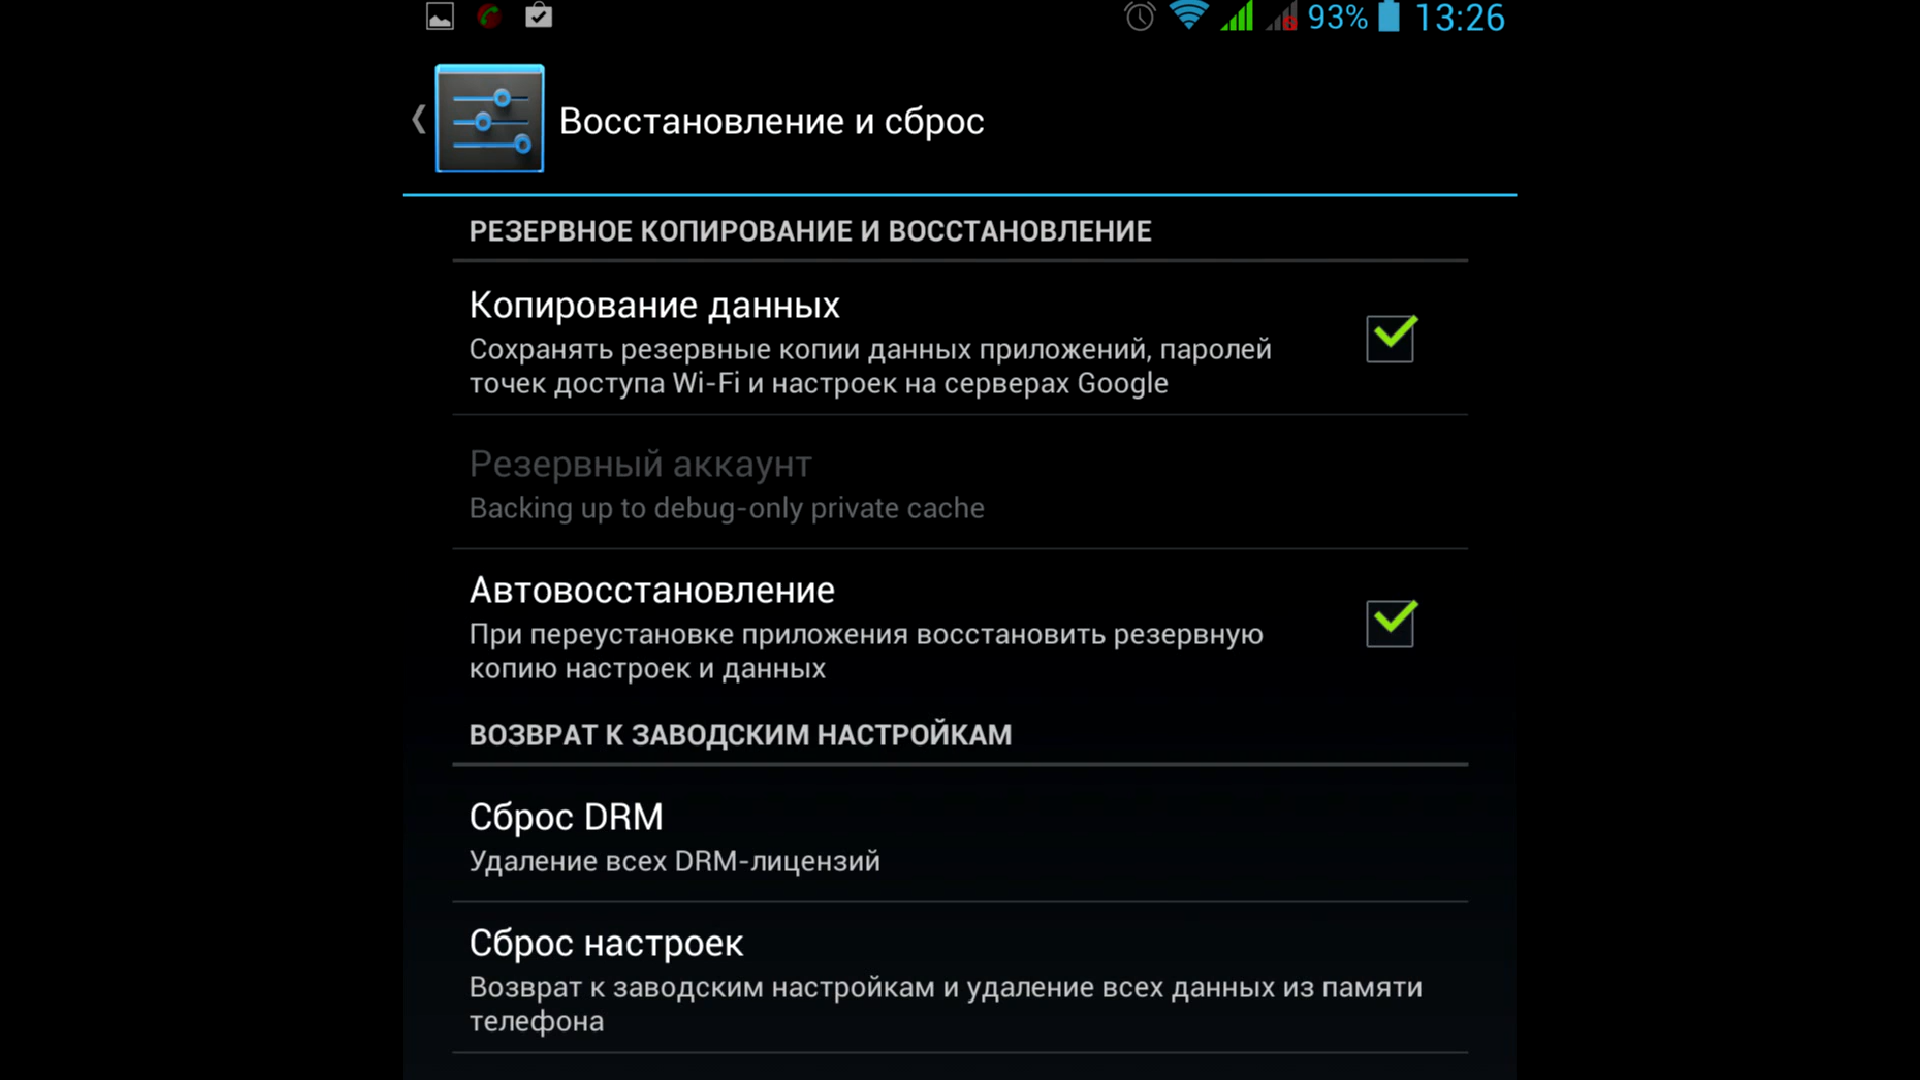 93% 13:26
Восстановление и сброс
РЕЗЕРВНОЕ КОПИРОВАНИЕ И ВОССТАНОВЛЕНИЕ
Копирование данных
Сохранять резервные копии данных приложений, паролей
точек доступа Wi-Fi и настроек на серверах Google
Резервный аккаунт
Backing up to debug-only private cache
Автовосстановление
При переустановке приложения восстановить резервную
копию настроек и данных
ВОЗВРАТ К ЗАВОДСКИМ НАСТРОЙКАМ
Сброс DRM
Удаление всех DRM-лицензий
Сброс настроек
Возврат к заводским настройкам и удаление всех данных из памяти
телефона